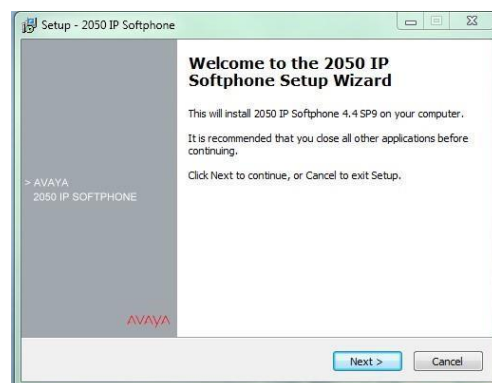 Setup - 2050 IP Softphone
Welcome to the 2050 IP
Softphone Setup Wizard
This will install 2050 IP Softphone 4.4 SP9 on your computer.
It is recommended that you close all other applications before
continuing.
Click Next to continue, or Cancel to exit Setup.
> AVAYA
2050 IP SOFTPHONE
AVAYA
Next >
Cancel